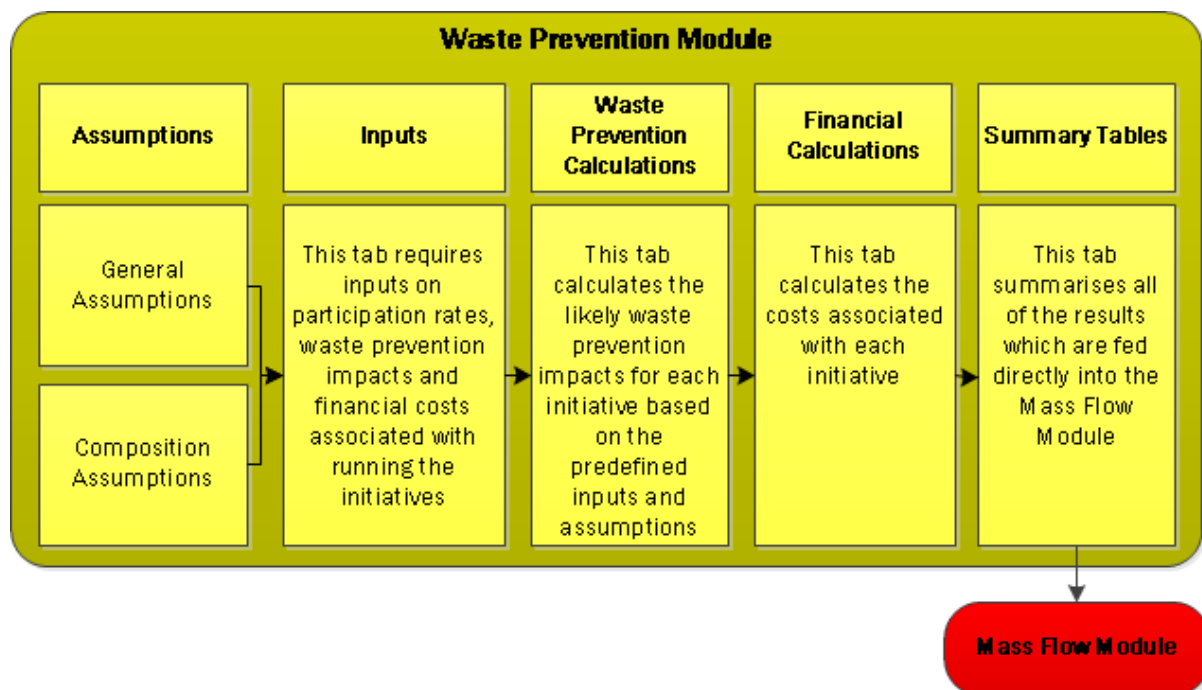 Waste Prevention Module
Assumptions
Inputs
Waste
Prevention
Calculations
Financial
Calculations
Summary Tables
General
Assumptions
Composition
Assumptions
This tab requires
inputs on
participation rates,
waste prevention
impacts and
financial costs
associated with
running the
initiatives
This tab
calculates the
likely waste
prevention
impacts for each
initiative based
on the
predefined
inputs and
assumptions
This tab
calculates the
costs associated
with each
initiative
This tab
summarises all
of the results
which are fed
directly into the
Mass Flow
Module
Mass Flow Module